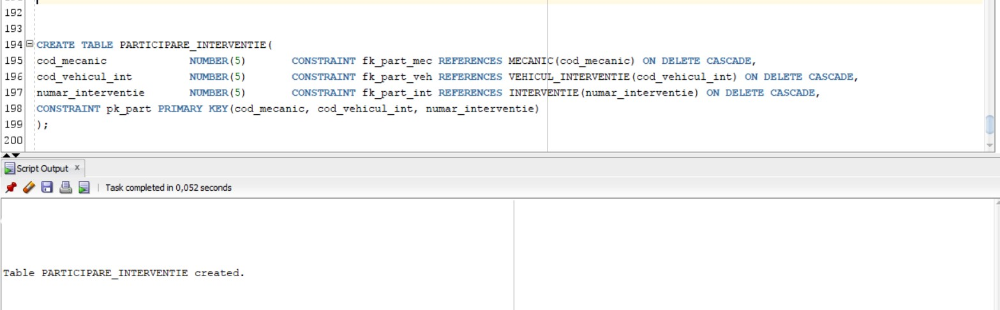 192
193
194 CREATE TABLE PARTICIPARE_INTERVENTIE(
195 cod_mecanic NUMBER(5) CONSTRAINT fk_part_mec REFERENCES MECANIC(cod_mecanic) ON DELETE CASCADE,
196 cod_vehicul_int NUMBER(5) CONSTRAINT fk_part_veh REFERENCES VEHICUL_INTERVENTIE(cod_vehicul_int) ON DELETE CASCADE,
197 numar_interventie NUMBER(5) CONSTRAINT fk_part_int REFERENCES INTERVENTIE(numar_interventie) ON DELETE CASCADE,
198 CONSTRAINT pk_part PRIMARY KEY(cod_mecanic, cod_vehicul_int, numar_interventie)
199 );
200
Script Output x
Task completed in 0,052 seconds
Table PARTICIPARE_INTERVENTIE created.